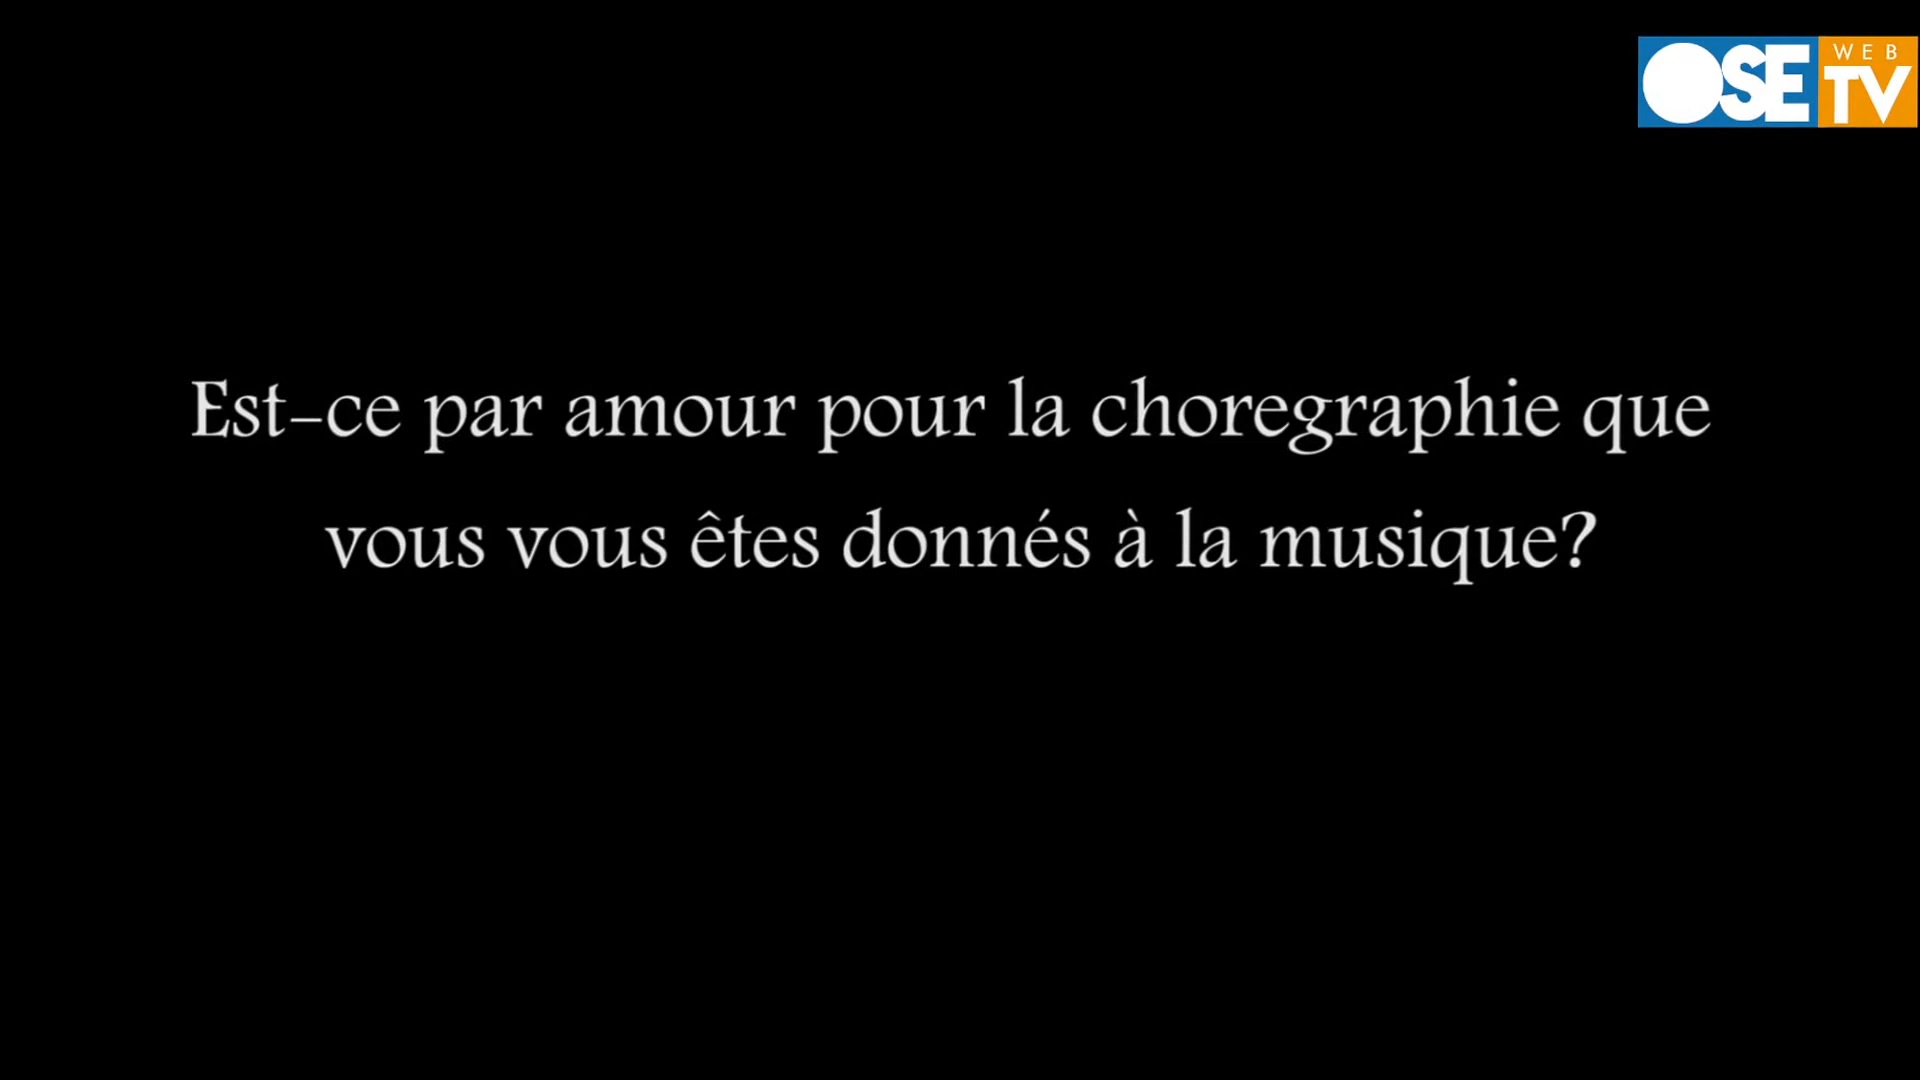 OSE WEB TV
Est-ce par amour pour la choregraphie que
vous vous êtes donnés à la musique?